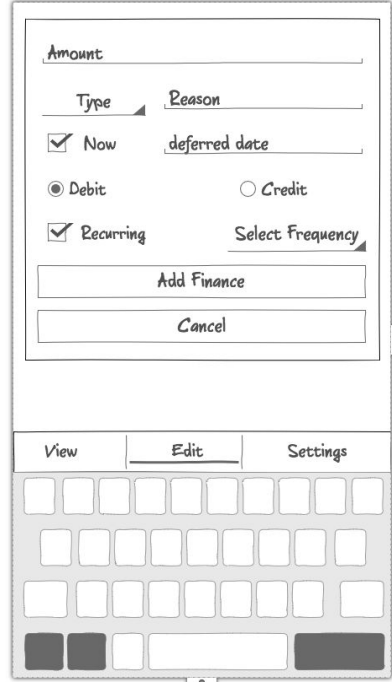 Amount
Type Reason
Now deferred date
Debit Credit
Recurring Select Frequency
Add Finance
Cancel
View Edit Settings